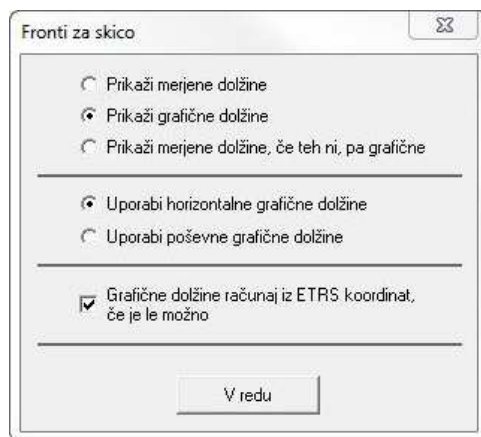 Fronti za skico
Prikaži merjene dolžine
Prikaži grafične dolžine
Prikaži merjene dolžine, če teh ni, pa grafične
Uporabi horizontalne grafične dolžine
Uporabi poševne grafične dolžine
Grafične dolžine računaj iz ETRS koordinat,
če je le možno
V redu